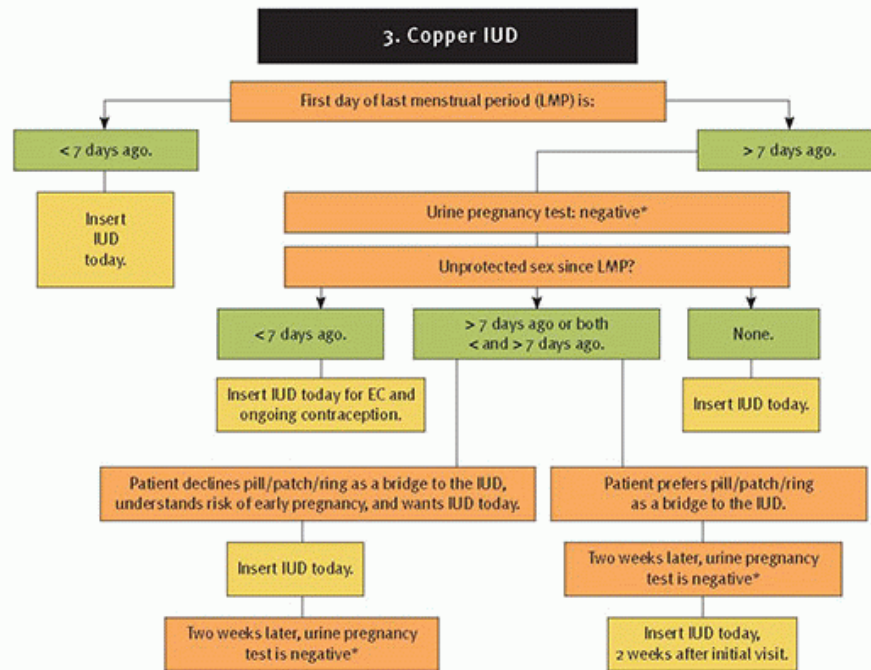 3. Copper IUD
First day of last menstrual period (LMP) is:
< 7 days ago.
> 7 days ago.
Insert
IUD
today.
Urine pregnancy test: negative*
Unprotected sex since LMP?
< 7 days ago.
> 7 days ago or both
< and > 7 days ago.
None.
Insert IUD today for EC and
ongoing contraception.
Insert IUD today.
Patient declines pill/patch/ring as a bridge to the IUD,
understands risk of early pregnancy, and wants IUD today.
Patient prefers pill/patch/ring
as a bridge to the IUD.
Insert IUD today.
Two weeks later, urine pregnancy
test is negative*
Two weeks later, urine pregnancy
test is negative*
Insert IUD today,
2 weeks after initial visit.